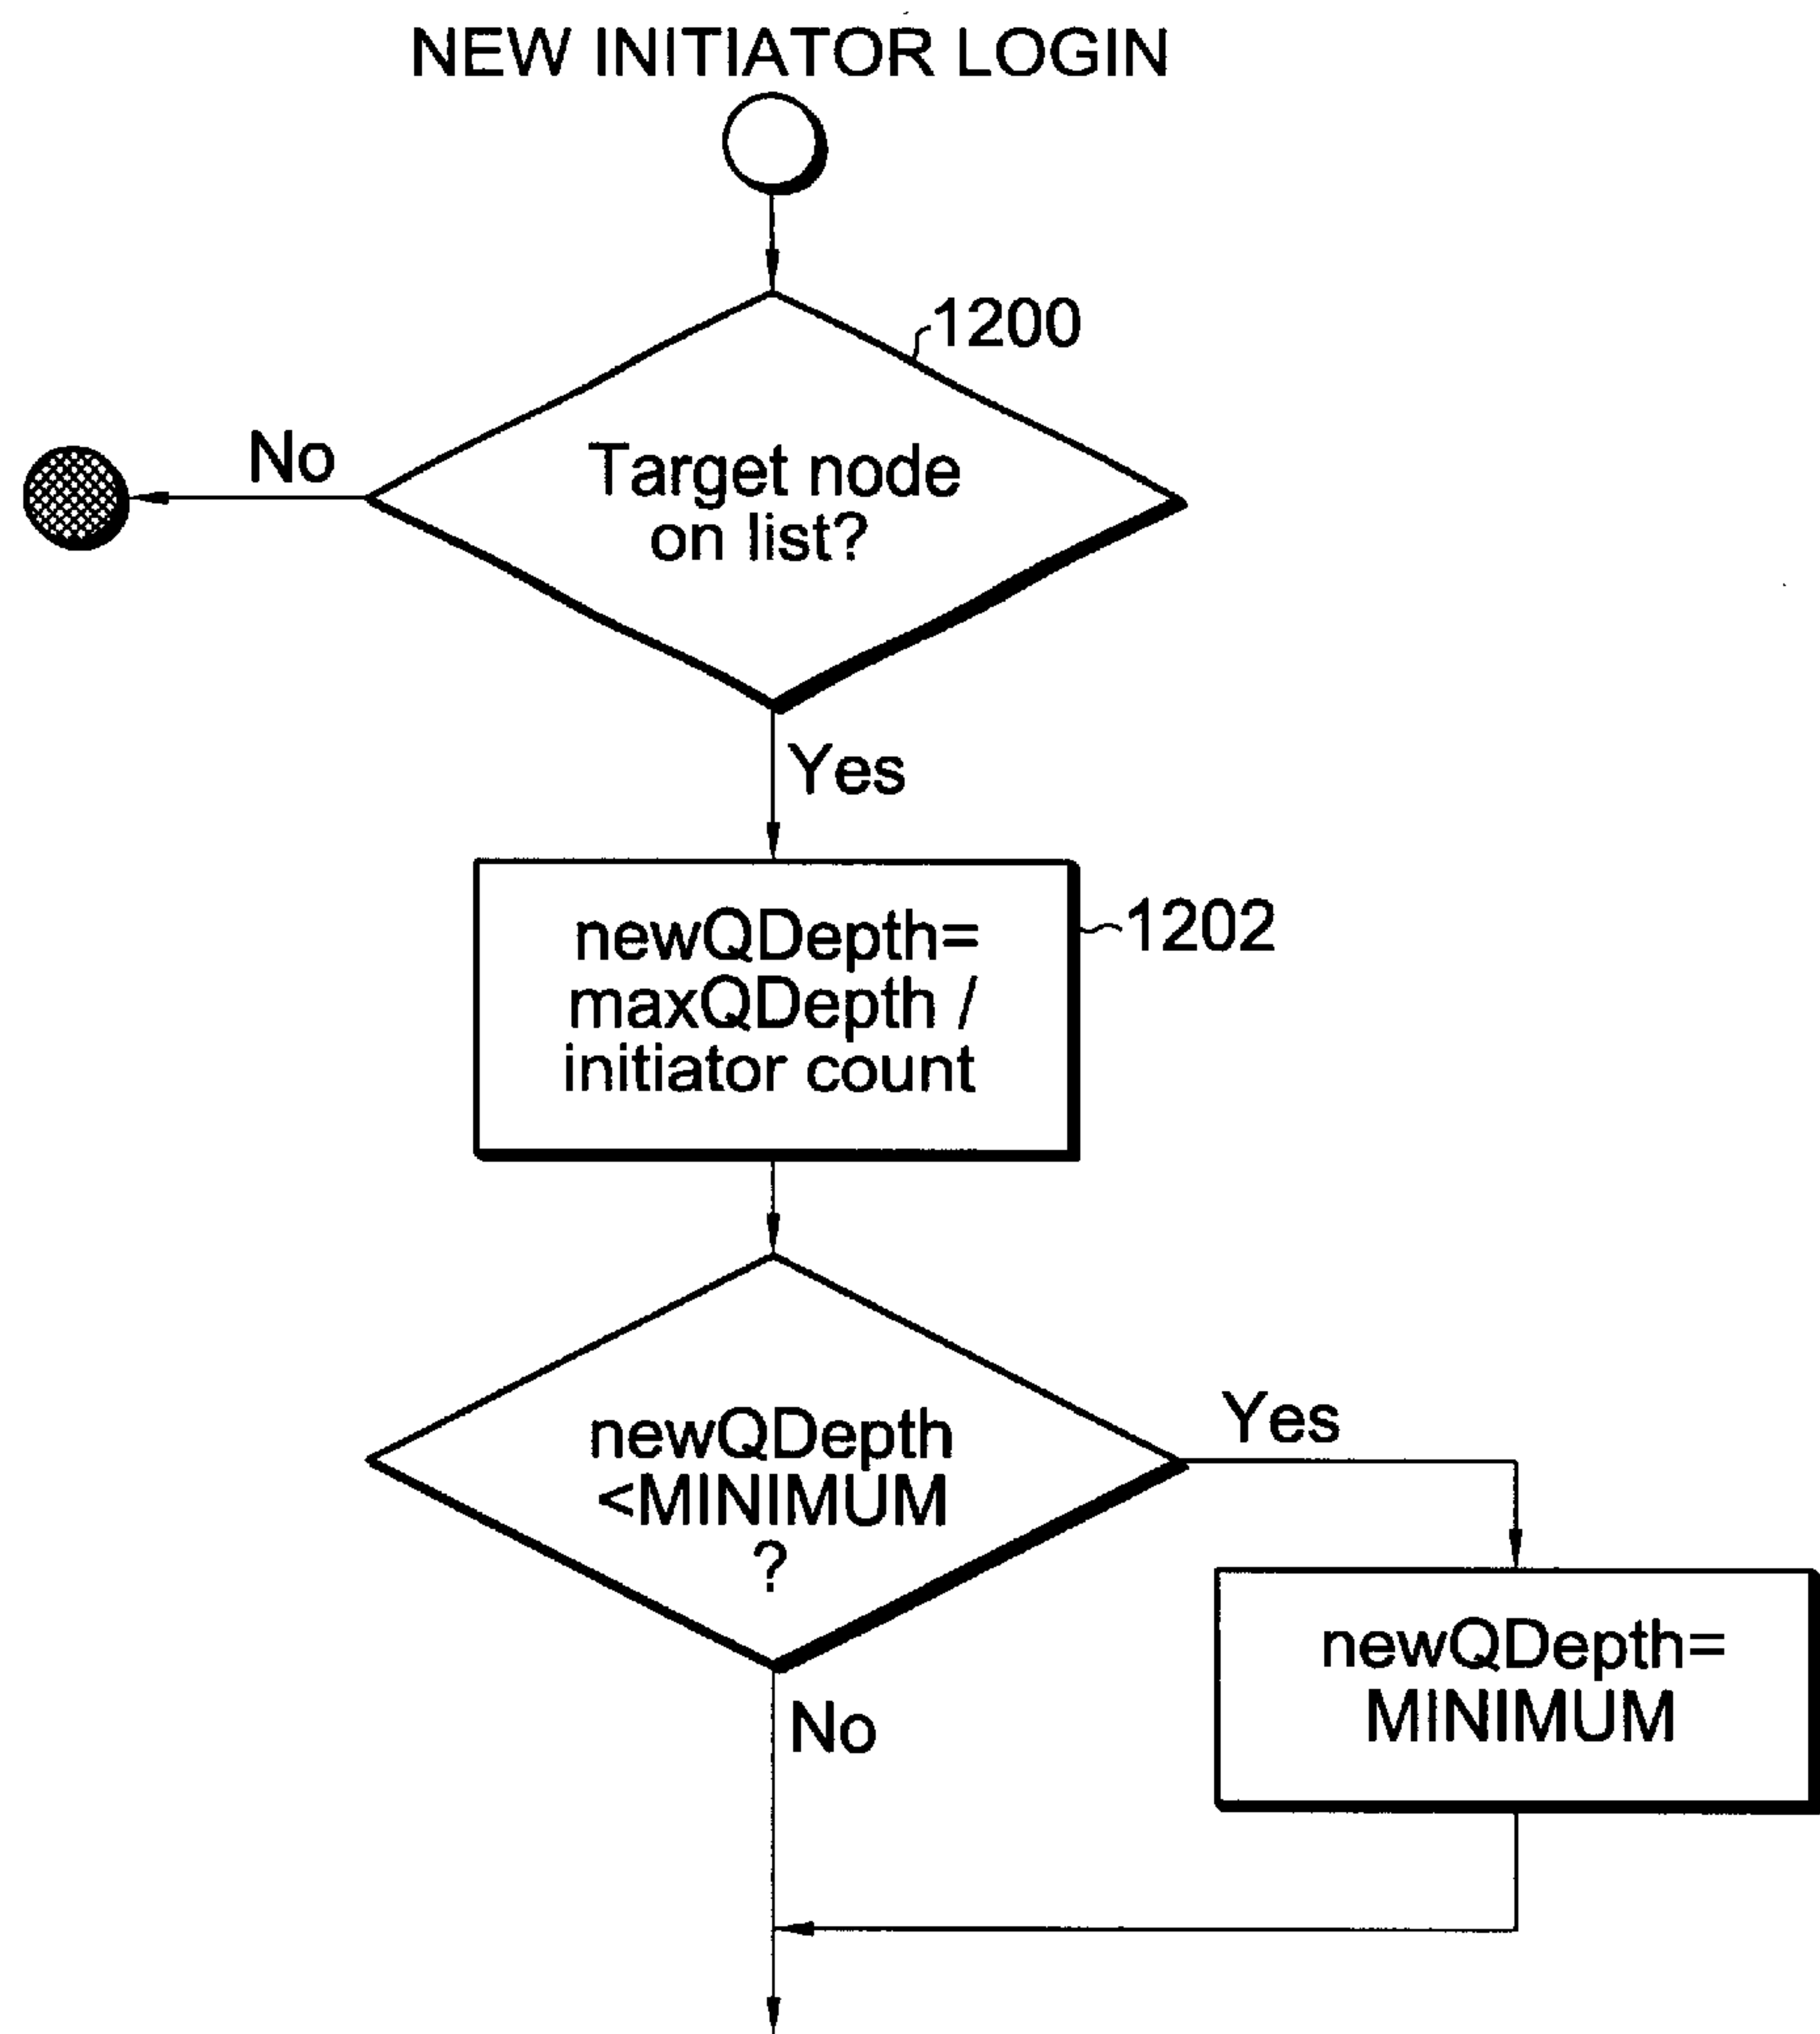 NEW INITIATOR LOGIN
1200
No
Target node
on list?
Yes
newQDepth=
maxQDepth /
initiator count
1202
newQDepth
<MINIMUM
?
Yes
newQDepth=
MINIMUM
No